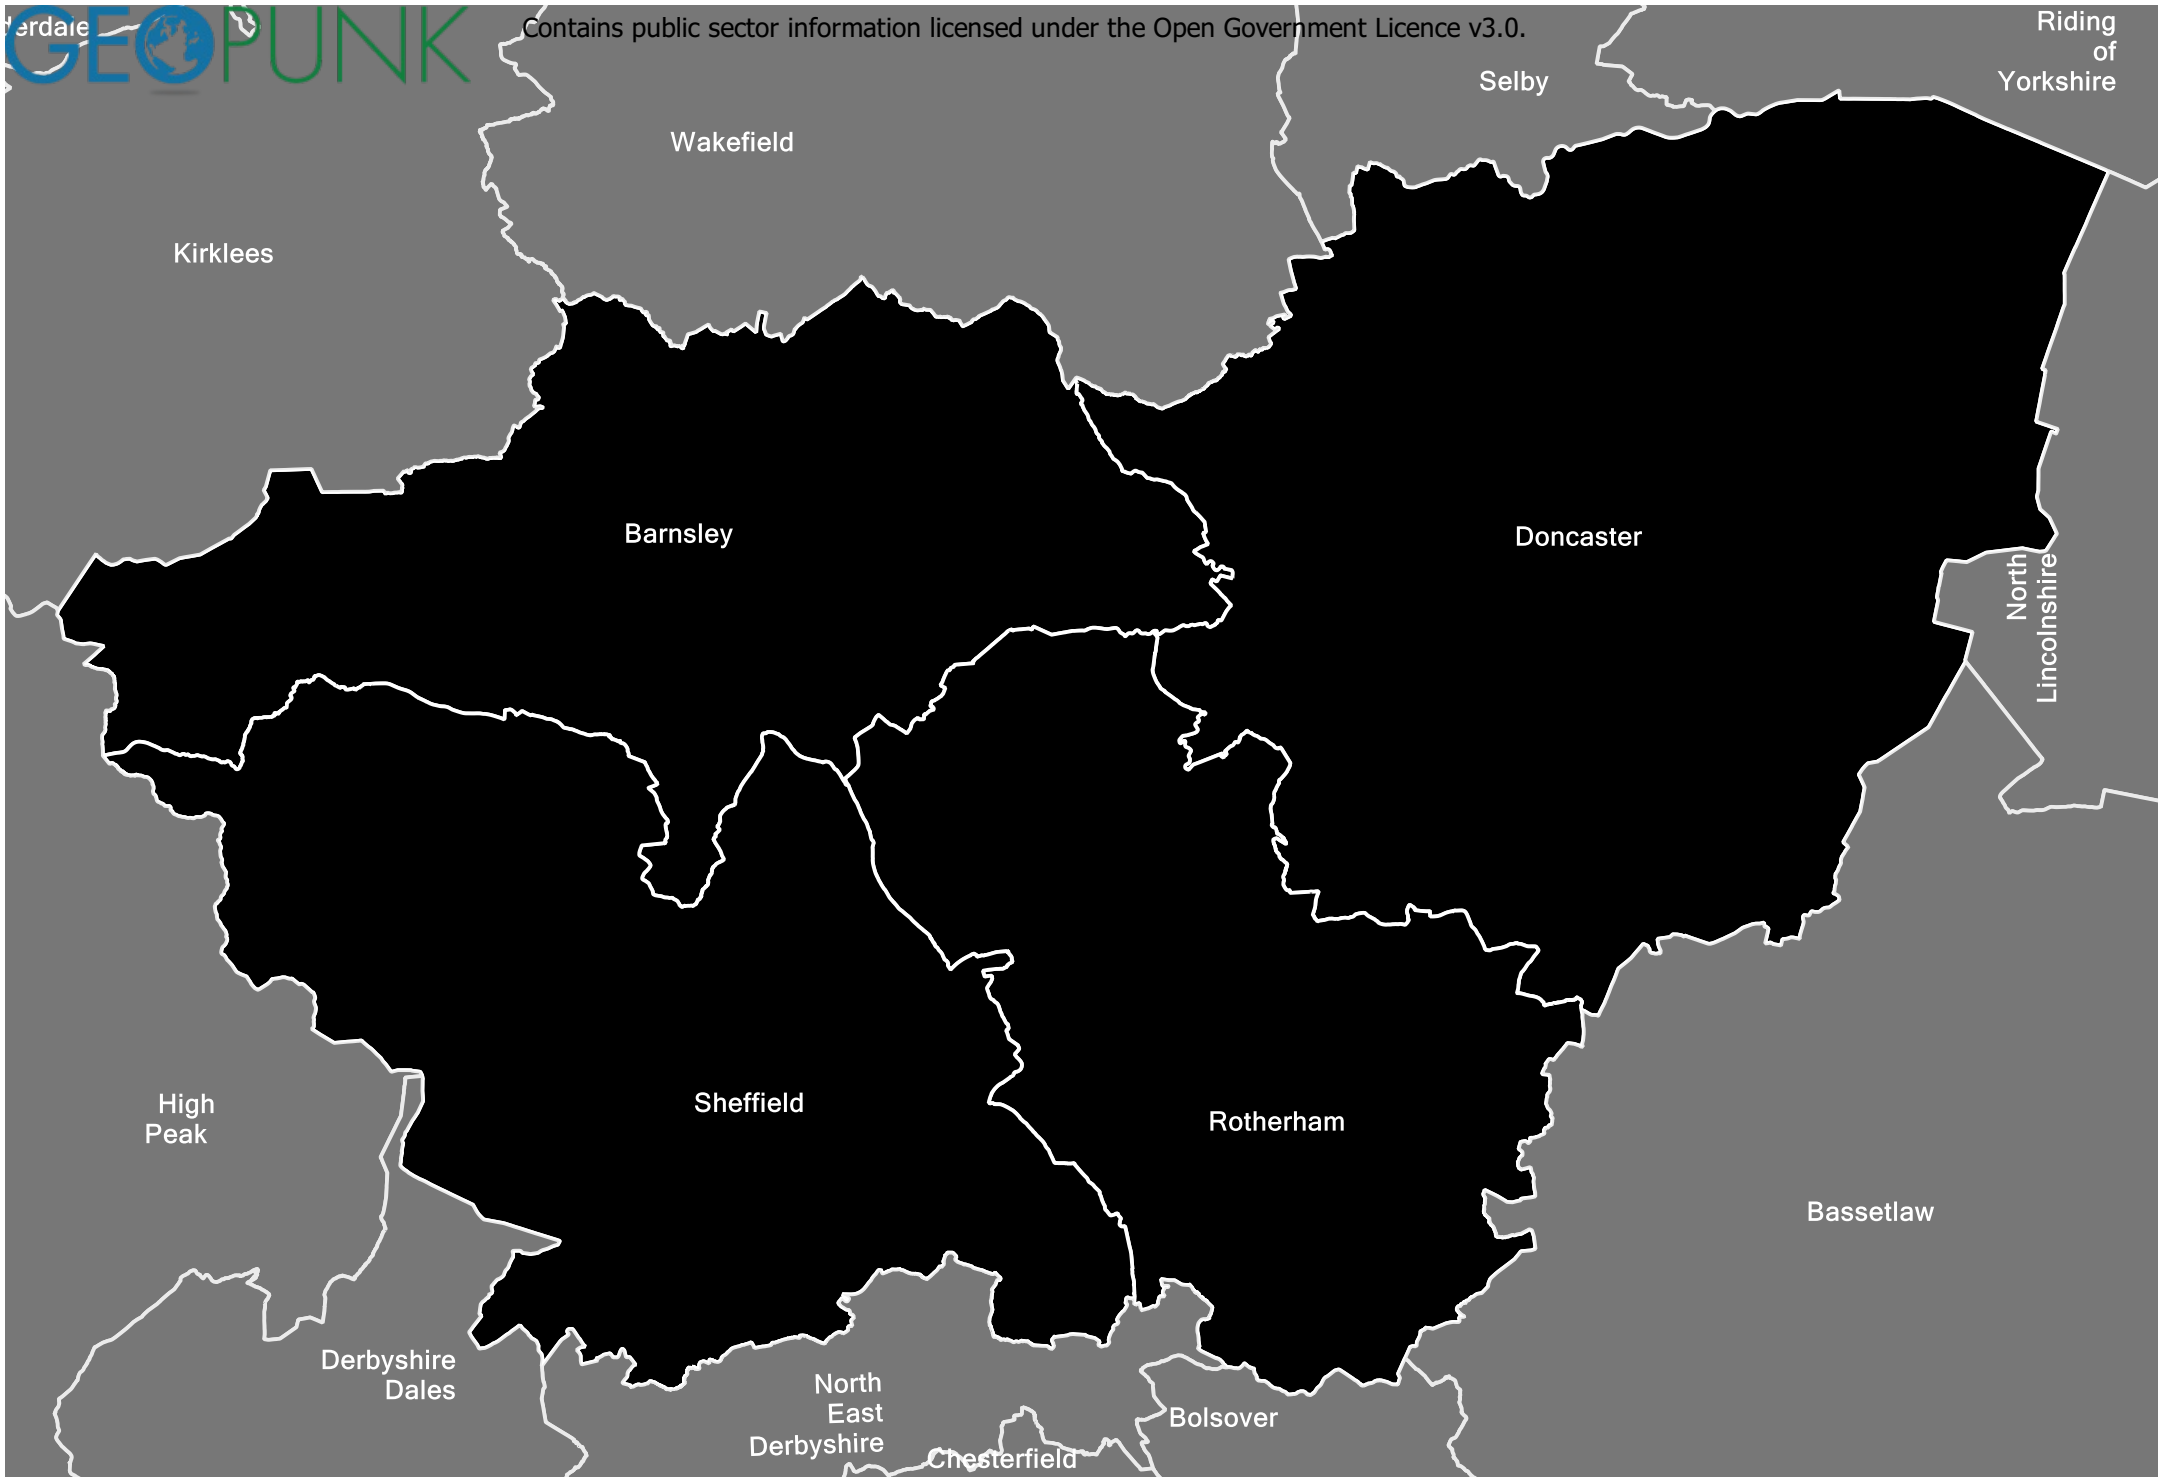 erdale
GEOPUNK
Contains public sector information licensed under the Open Government Licence v3.0.
Riding
of
Yorkshire
Selby
Wakefield
Kirklees
Barnsley
Doncaster
North
Lincolnshire
High
Peak
Sheffield
Rotherham
Bassetlaw
Derbyshire
Dales
North
East
Derbyshire
Bolsover
Chesterfield